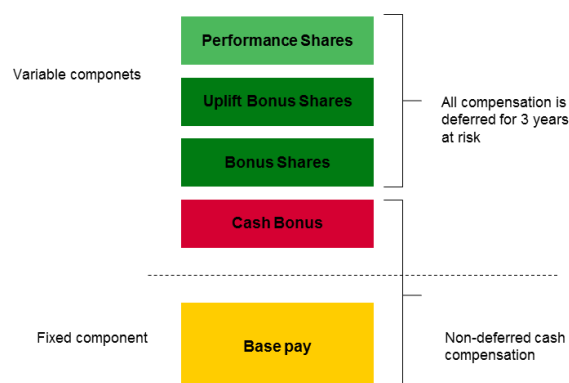 Performance Shares
Variable componets
Uplift Bonus Shares
All compensation is
deferred for 3 years
at risk
Bonus Shares
Cash Bonus
Fixed component
Base pay
Non-deferred cash
compensation